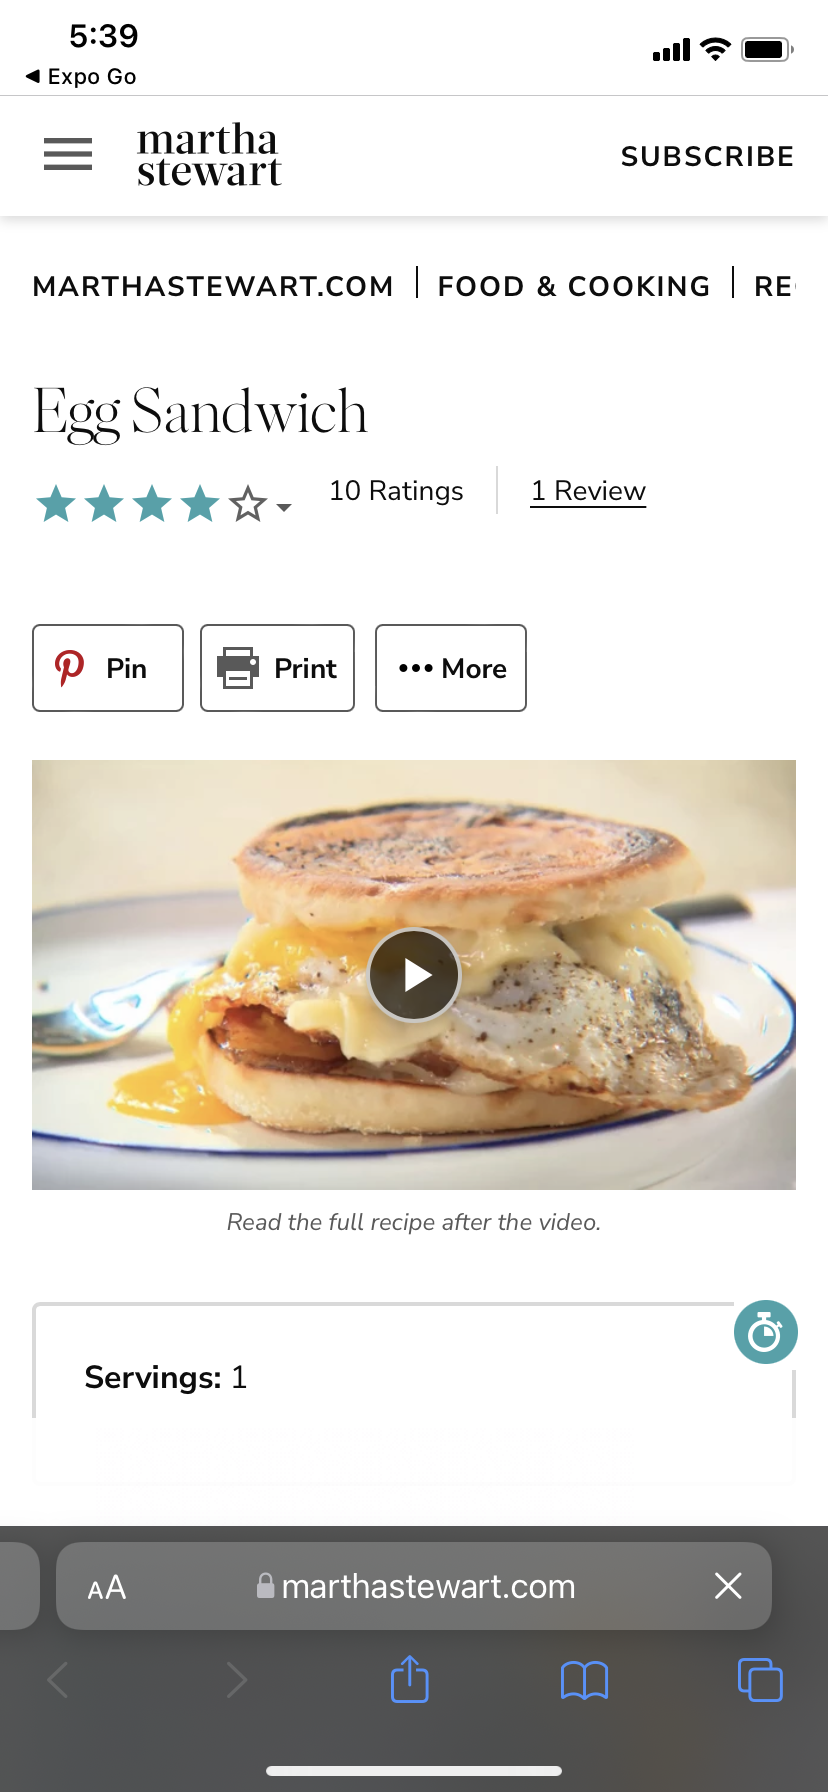 5:39
◀ Expo Go
martha
stewart
SUBSCRIBE
MARTHASTEWART.COM | FOOD & COOKING | RE
Egg Sandwich
10 Ratings
1 Review
Pin
Print
••• More
Read the full recipe after the video.
Servings: 1
AA
marthastewart.com